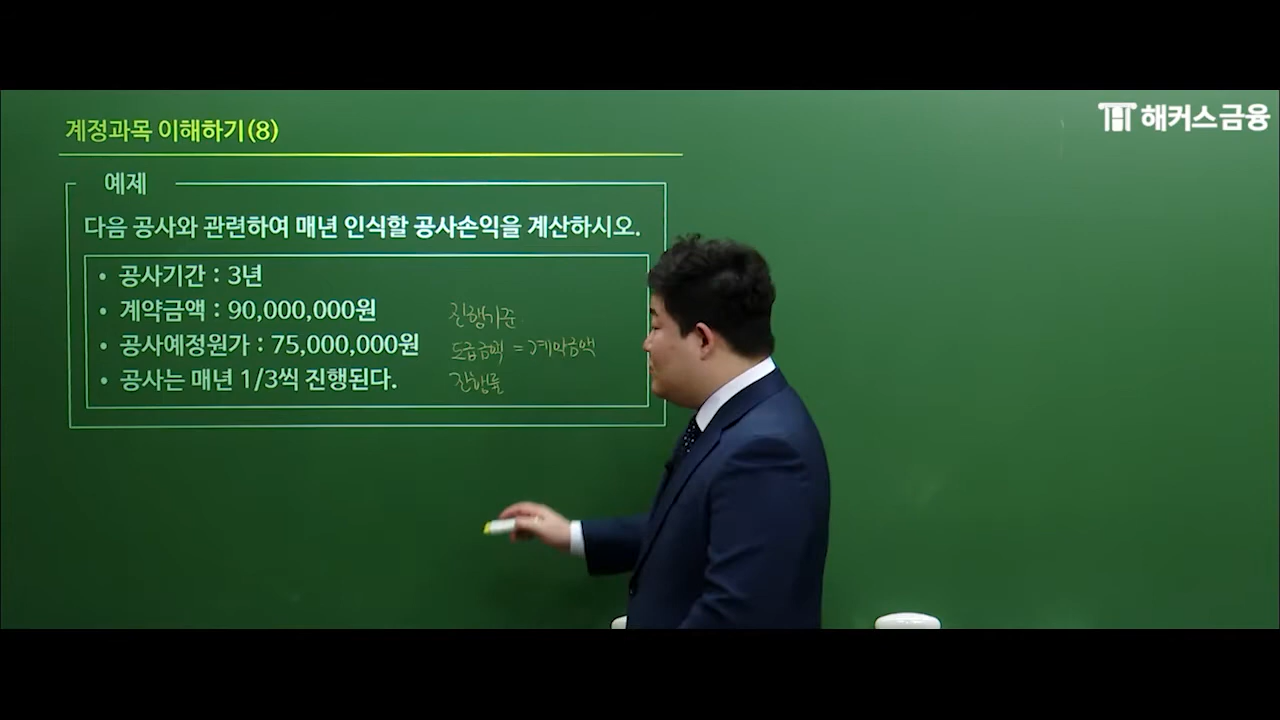 해커스금융
계정과목 이해하기(8)
예제
다음 공사와 관련하여 매년 인식할 공사손익을 계산하시오.
• 공사기간 : 3년
• 계약금액 : 90,000,000원
진행기준
• 공사예정원가 : 75,000,000원
도급금액 = 계약금액
• 공사는 매년 1/3씩 진행된다.
진행률